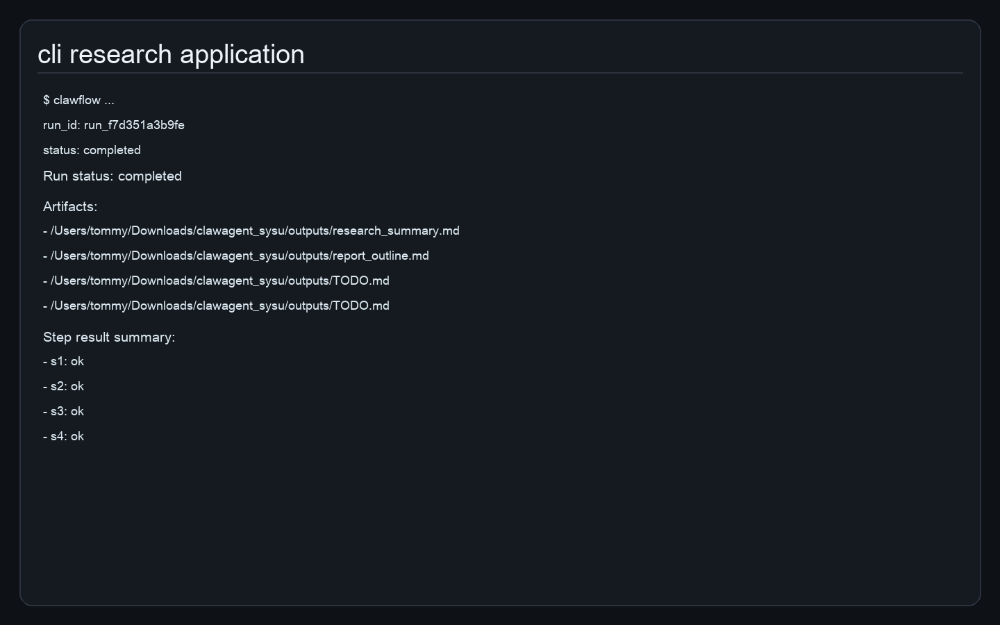 cli research application
$ clawflow ...
run_id: run_f7d351a3b9fe
status: completed
Run status: completed
Artifacts:
- /Users/tommy/Downloads/clawagent_sysu/outputs/research_summary.md
- /Users/tommy/Downloads/clawagent_sysu/outputs/report_outline.md
- /Users/tommy/Downloads/clawagent_sysu/outputs/TODO.md
- /Users/tommy/Downloads/clawagent_sysu/outputs/TODO.md
Step result summary:
- s1: ok
- s2: ok
- s3: ok
- s4: ok